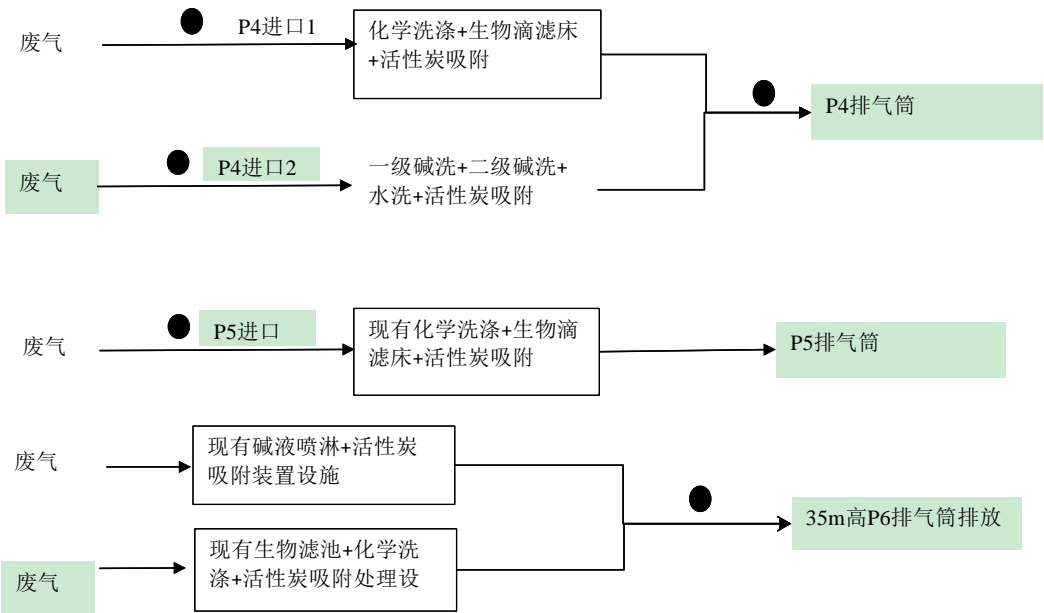 废气
P4进口1
化学洗涤+生物滴滤床
+活性炭吸附
P4排气筒
废气
P4进口2
一级碱洗+二级碱洗+
水洗+活性炭吸附
废气
P5进口
现有化学洗涤+生物滴
滤床+活性炭吸附
P5排气筒
废气
现有碱液喷淋+活性炭
吸附装置设施
35m高P6排气筒排放
废气
现有生物滤池+化学洗
涤+活性炭吸附处理设